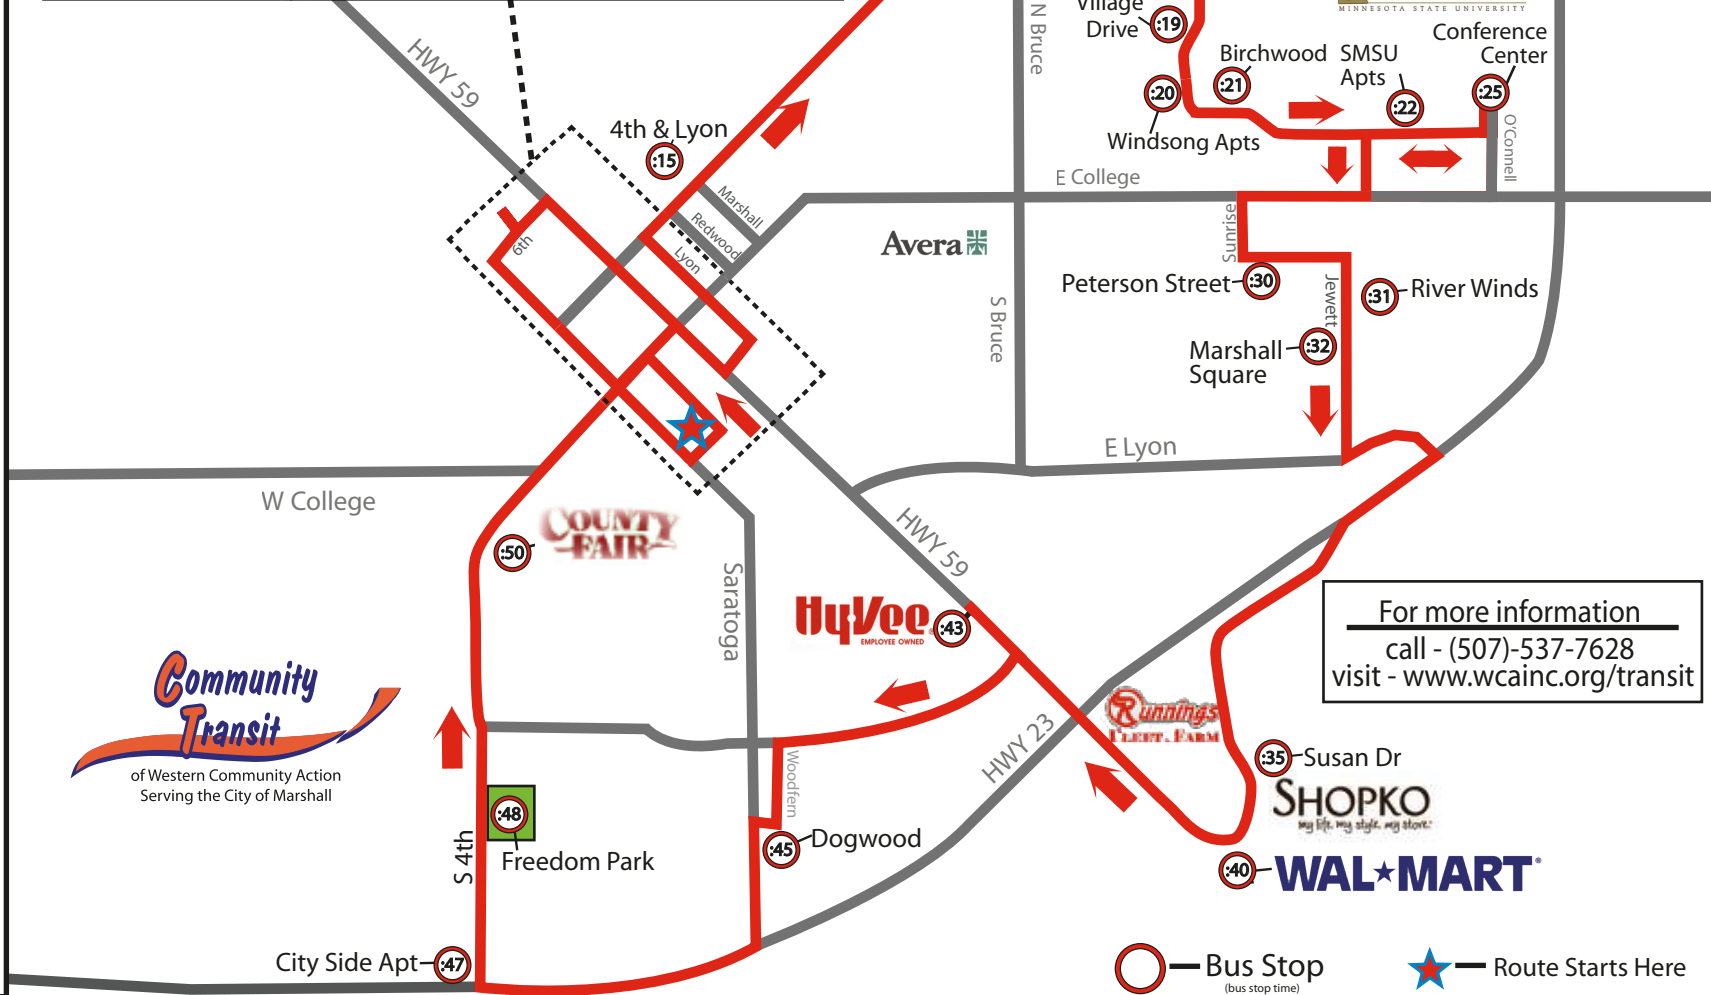 MINNESOTA STATE UNIVERSITY
Village
Drive
:19
N Bruce
Conference
Center
:25
HWY 59
Birchwood
:21
SMSU
Apts
:22
:20
Windsong Apts
4th & Lyon
:15
O'Connell
E College
Marshall
Redwood
Lyon
6th
Sunrise
Avera
Peterson Street
:30
Jewett
:31
River Winds
S Bruce
Marshall
Square
:32
E Lyon
W College
COUNTY
FAIR
:50
HWY 59
Saratoga
HyVee
EMPLOYEE OWNED
:43
For more information
call - (507)-537-7628
visit - www.wcainc.org/transit
Community
Transit
of Western Community Action
Serving the City of Marshall
Runnings
FLEET & FARM
HWY 23
:35
Susan Dr
SHOPKO
my life. my style. my store.
Woodfern
:48
Freedom Park
S 4th
:45
Dogwood
:40
WAL★MART
City Side Apt
:47
Bus Stop
(bus stop time)
Route Starts Here